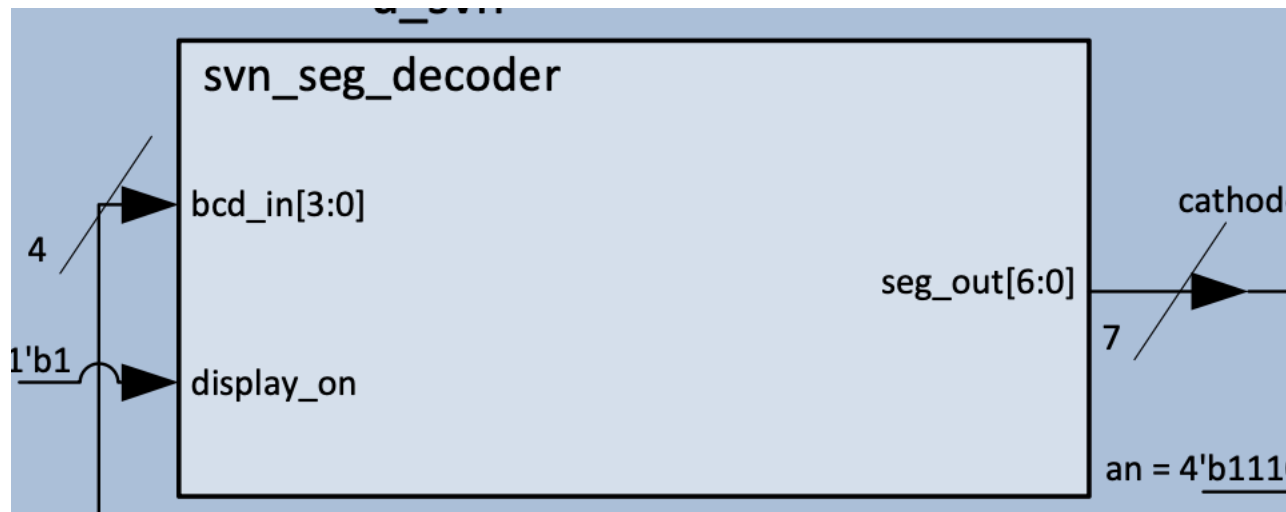 svn_seg_decoder
bcd_in[3:0]
4
cathod
seg_out[6:0]
7
1'b1
display_on
an = 4'b111